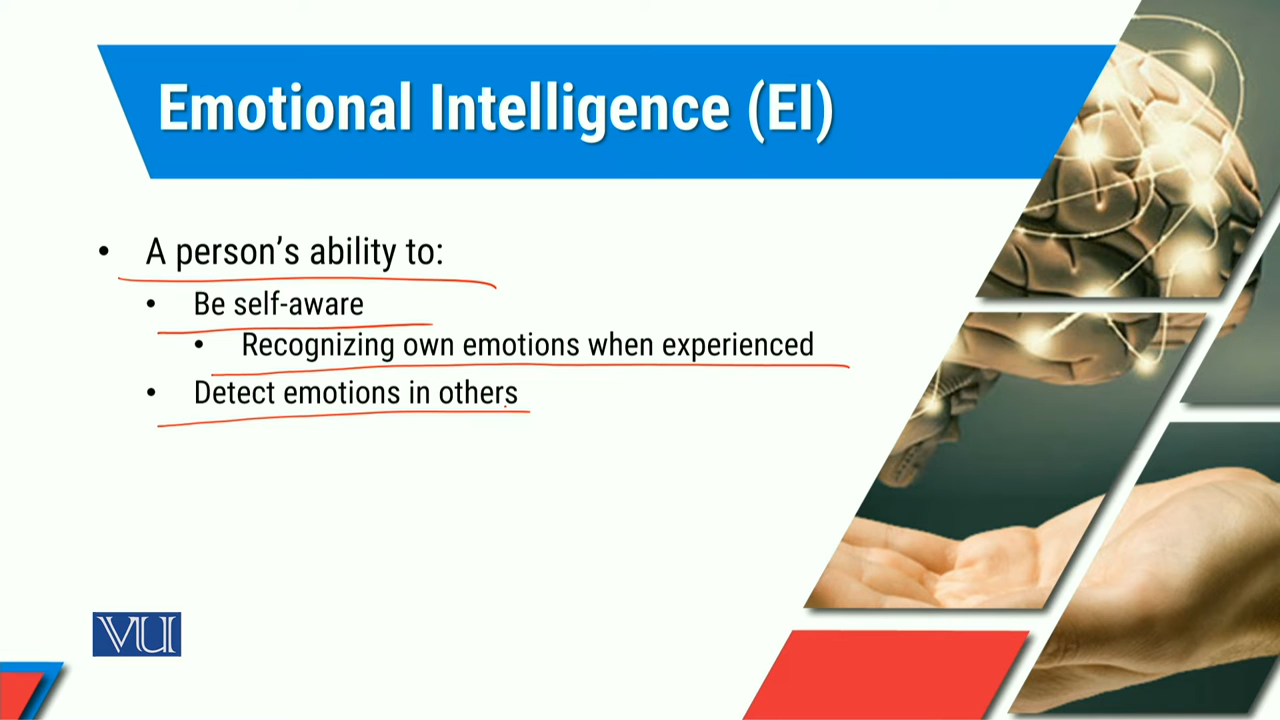 Emotional Intelligence (EI)
• A person’s ability to:
• Be self-aware
• Recognizing own emotions when experienced
• Detect emotions in others
VU